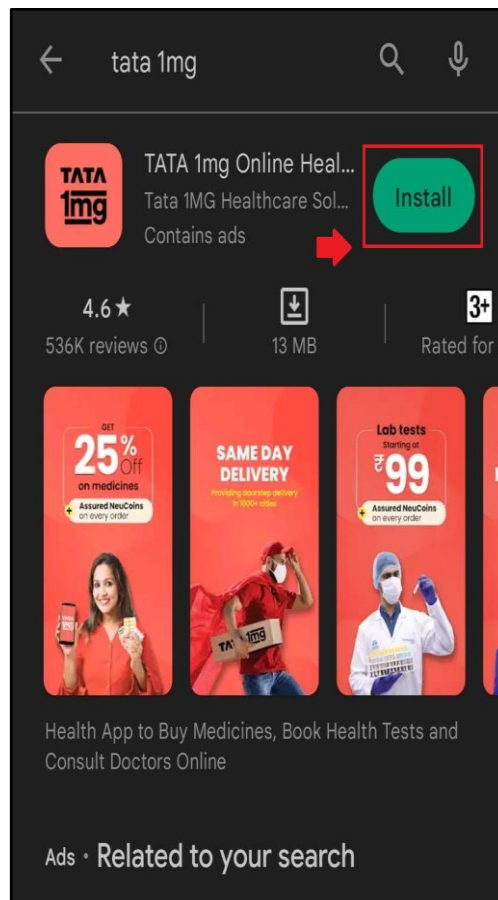 tata 1mg
TATA
1mg
TATA 1mg Online Heal...
Tata 1MG Healthcare Sol...
Contains ads
Install
4.6★
536K reviews
13 MB
3+
Rated for
GET
25% Off
on medicines
+ Assured NeuCoins
on every order
SAME DAY
DELIVERY
Providing doorstep delivery
in 1000+ cities
TATA 1mg
Lab tests
Starting at
₹99
+ Assured NeuCoins
on every order
Health App to Buy Medicines, Book Health Tests and
Consult Doctors Online
Ads • Related to your search